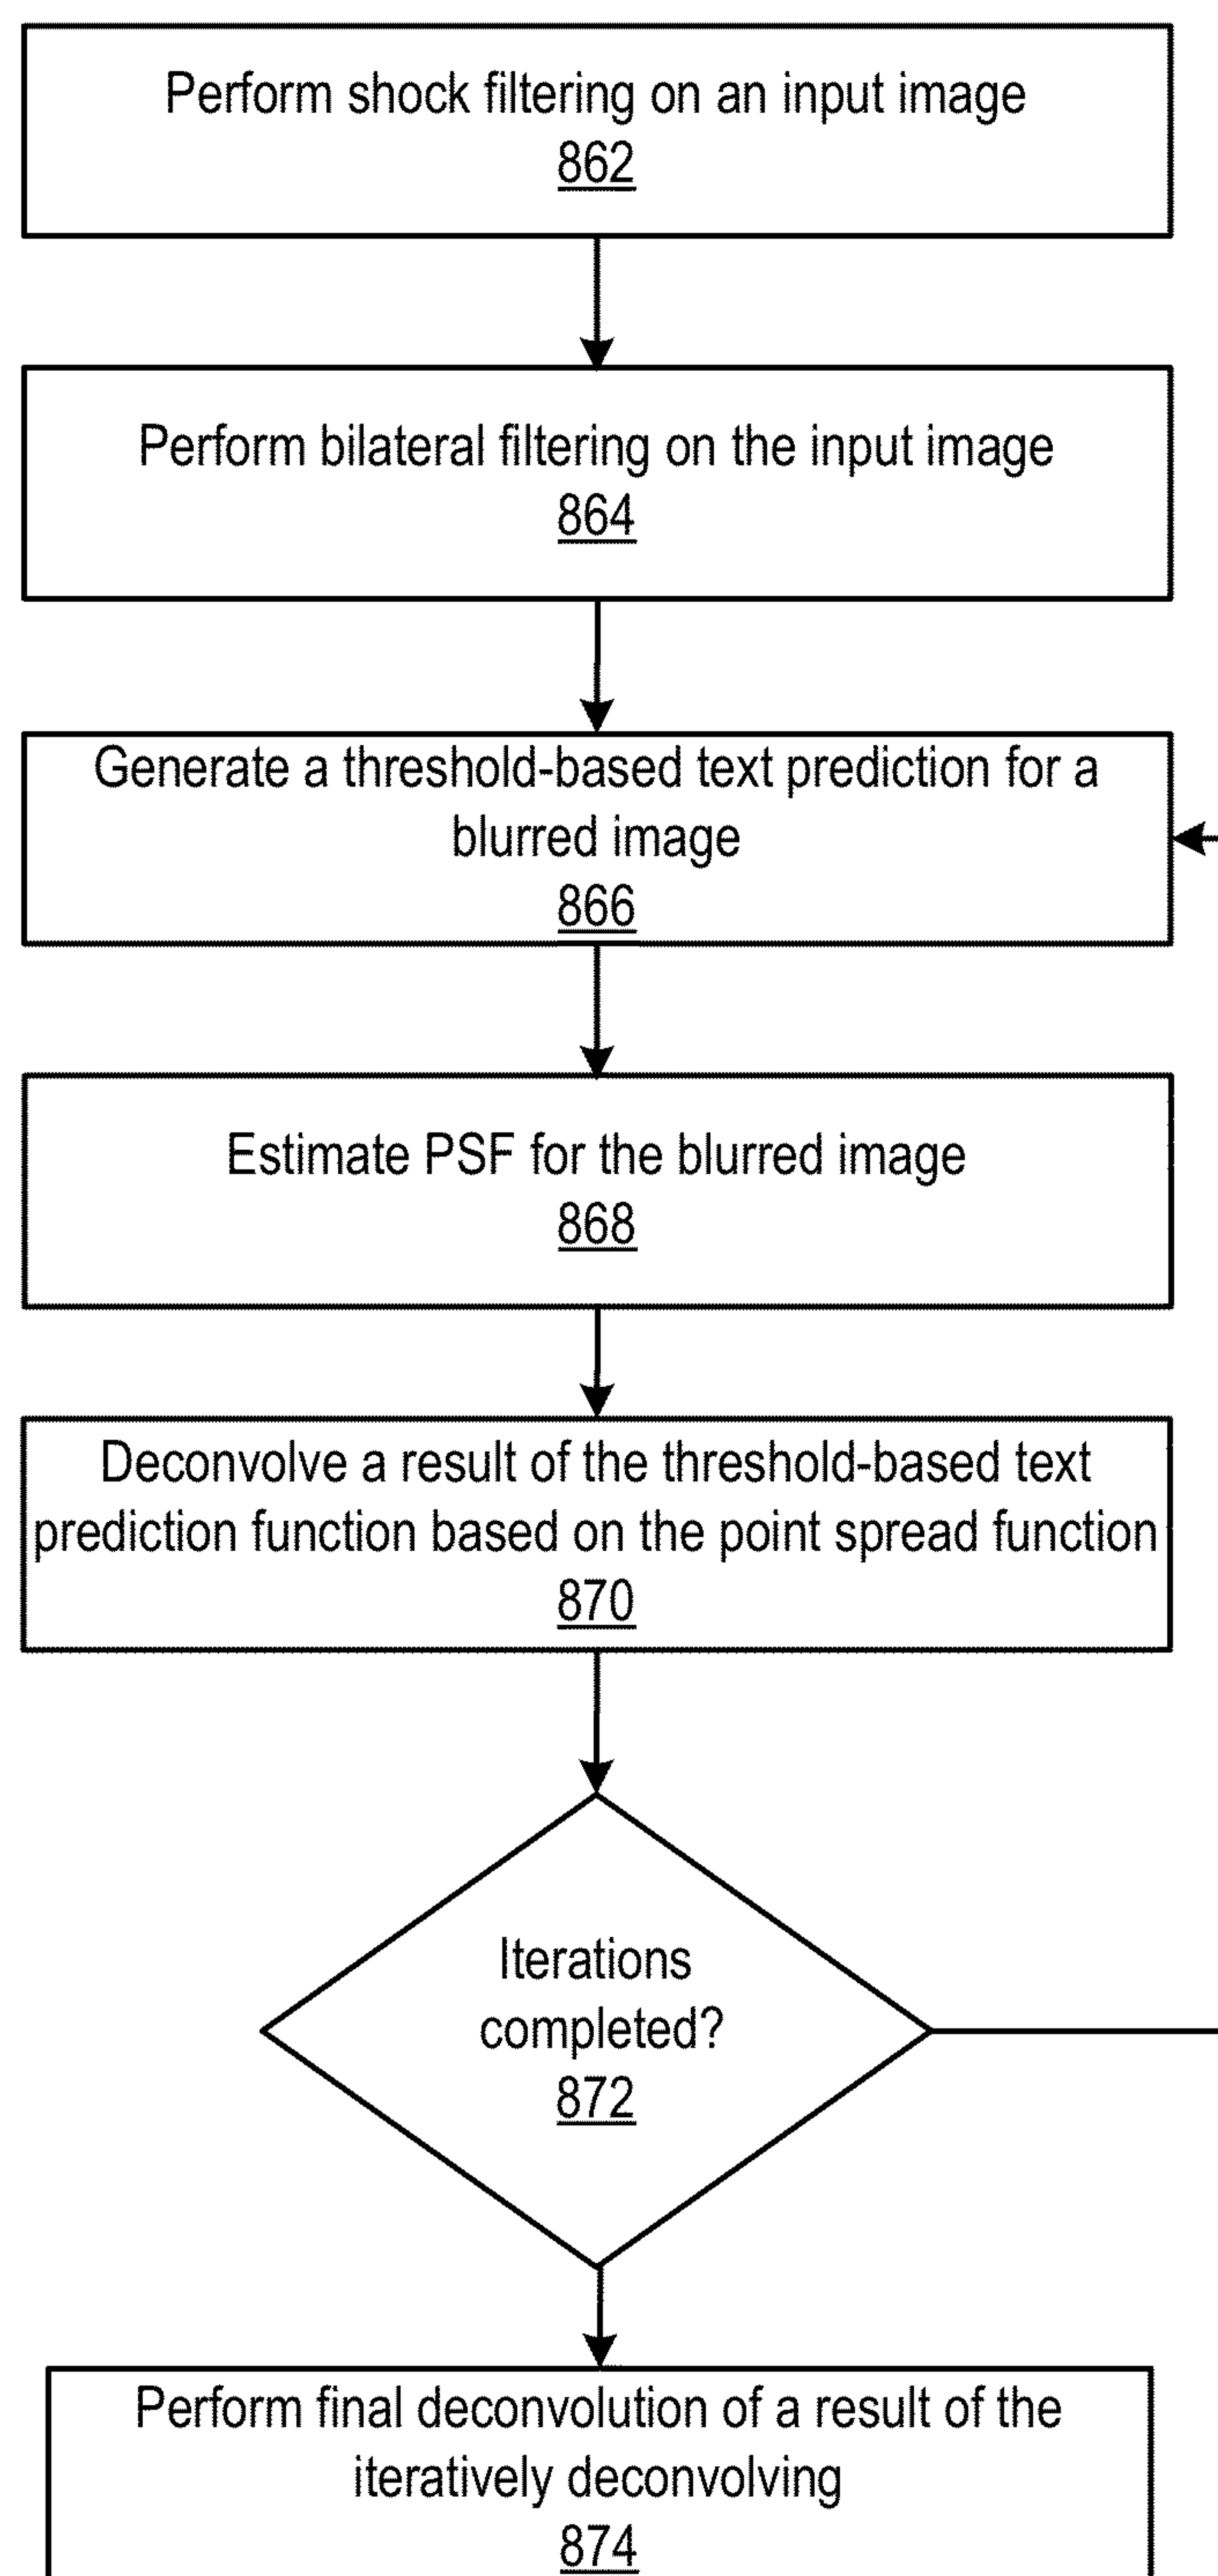 Perform shock filtering on an input image
862
Perform bilateral filtering on the input image
864
Generate a threshold-based text prediction for a
blurred image
866
Estimate PSF for the blurred image
868
Deconvolve a result of the threshold-based text
prediction function based on the point spread function
870
Iterations
completed?
872
Perform final deconvolution of a result of the
iteratively deconvolving
874